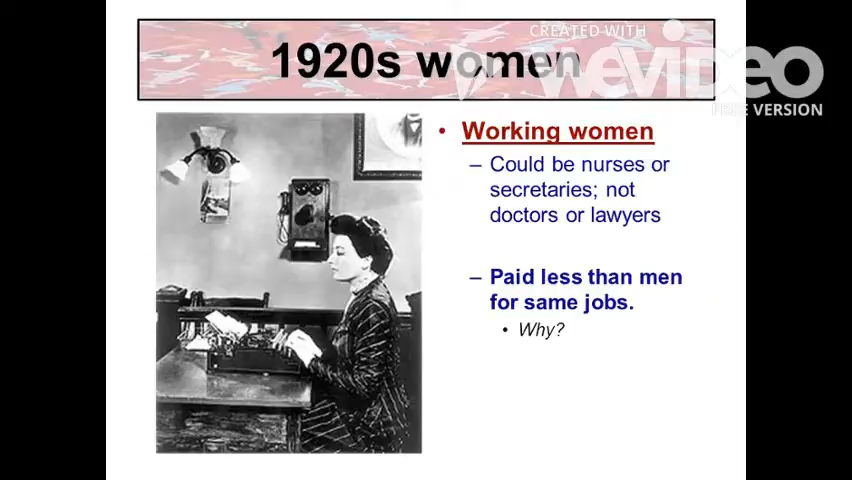 CREATED WITH
1920s women
WeVideo
FREE VERSION
• Working women
– Could be nurses or
secretaries; not
doctors or lawyers
– Paid less than men
for same jobs.
• Why?